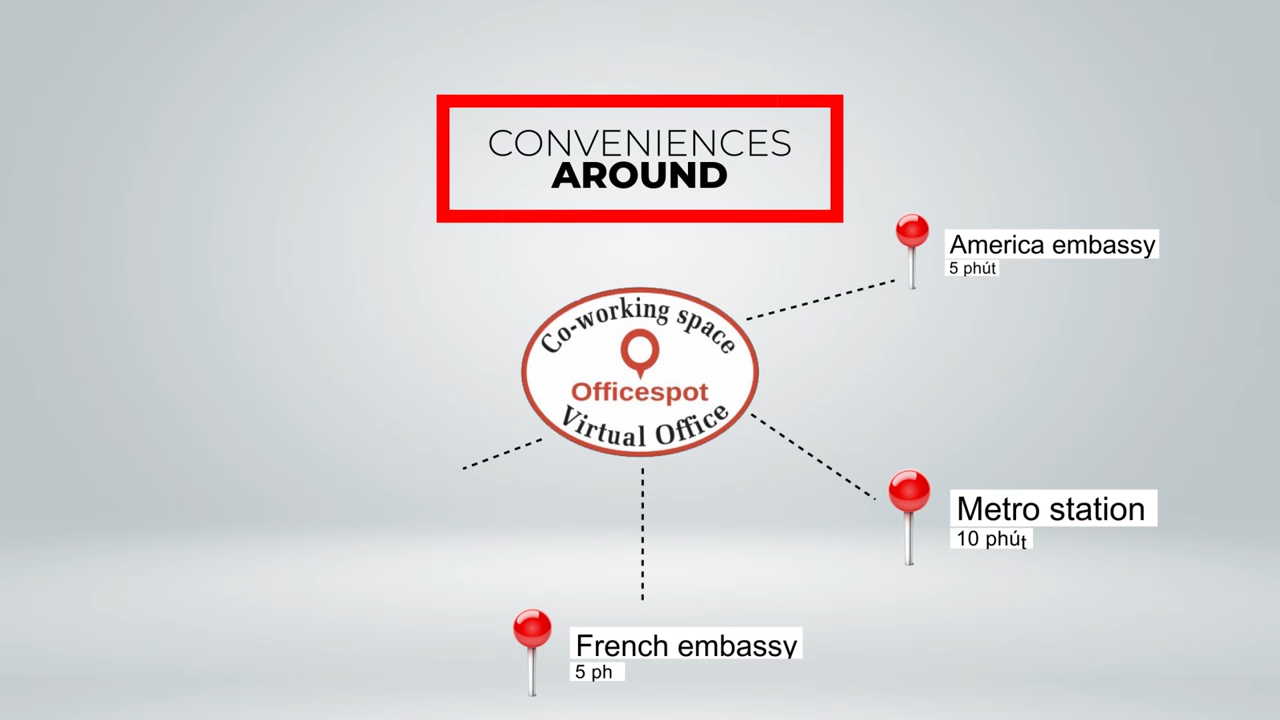 CONVENIENCES
AROUND
America embassy
5 phút
Co-working space
Officespot
Virtual Office
Metro station
10 phút
French embassy
5 ph